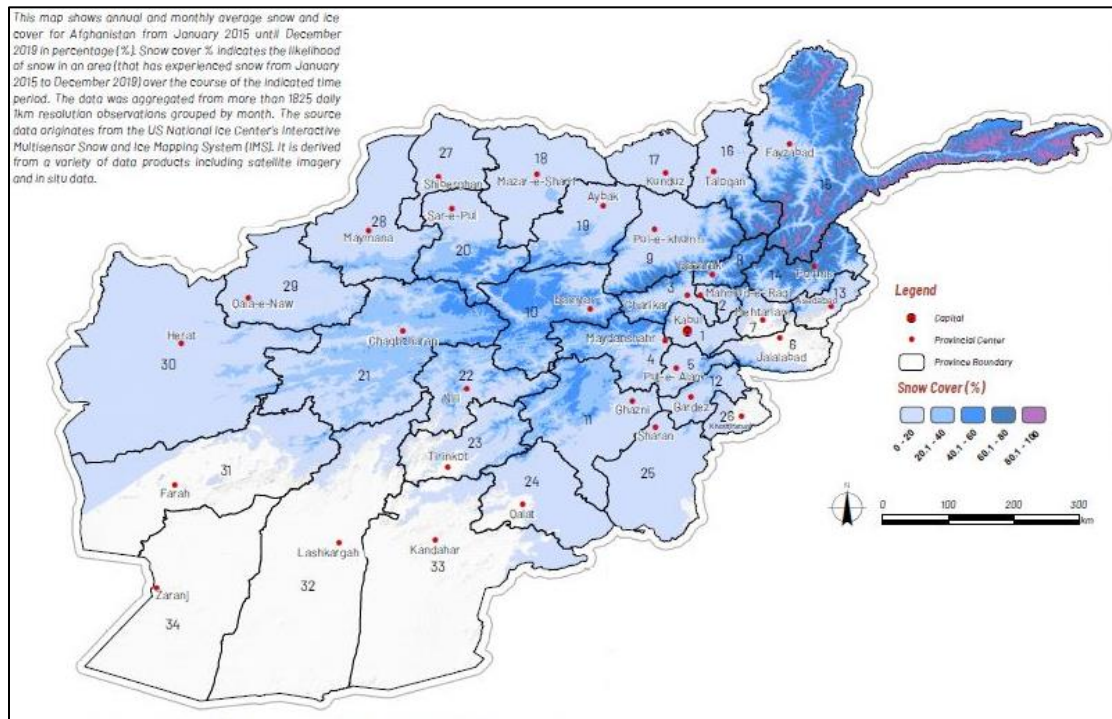 This map shows annual and monthly average snow and ice
cover for Afghanistan from January 2015 until December
2019 in percentage (%). Snow cover % indicates the likelihood
of snow in an area (that has experienced snow from January
2015 to December 2019) over the course of the indicated time
period. The data was aggregated from more than 1825 daily
1km resolution observations grouped by month. The source
data originates from the US National Ice Center's Interactive
Multisensor Snow and Ice Mapping System (IMS). It is derived
from a variety of data products including satellite imagery
and in situ data.
27
18
17
16
Fayzabad
Shiberghan
Mazar-e-Sharif
Kunduz
Taloqan
15
Aybak
Sar-e-Pul
28
Maymana
19
Pul-e-khumri
20
9
8
29
Qala-e-Naw
10
Bamyan
Charikar
3
Mahmud-e-Raqi
14
Poruns
13
Asadabad
2
Mehtarlam
7
Herat
30
Chaghcharan
Kabul
1
6
Jalalabad
Maydanshahr
4
5
Pul-e-Alam
21
22
Nili
12
Gardez
11
Ghazni
26
Sharan
23
Tirinkot
25
31
Farah
24
Qalat
Lashkargah
Kandahar
33
32
Zaranj
34
Legend
Capital
Provincial Center
Province Boundary
Snow Cover (%)
0 - 20
20.1 - 40
40.1 - 60
60.1 - 80
80.1 - 100
N
0 100 200 300
km